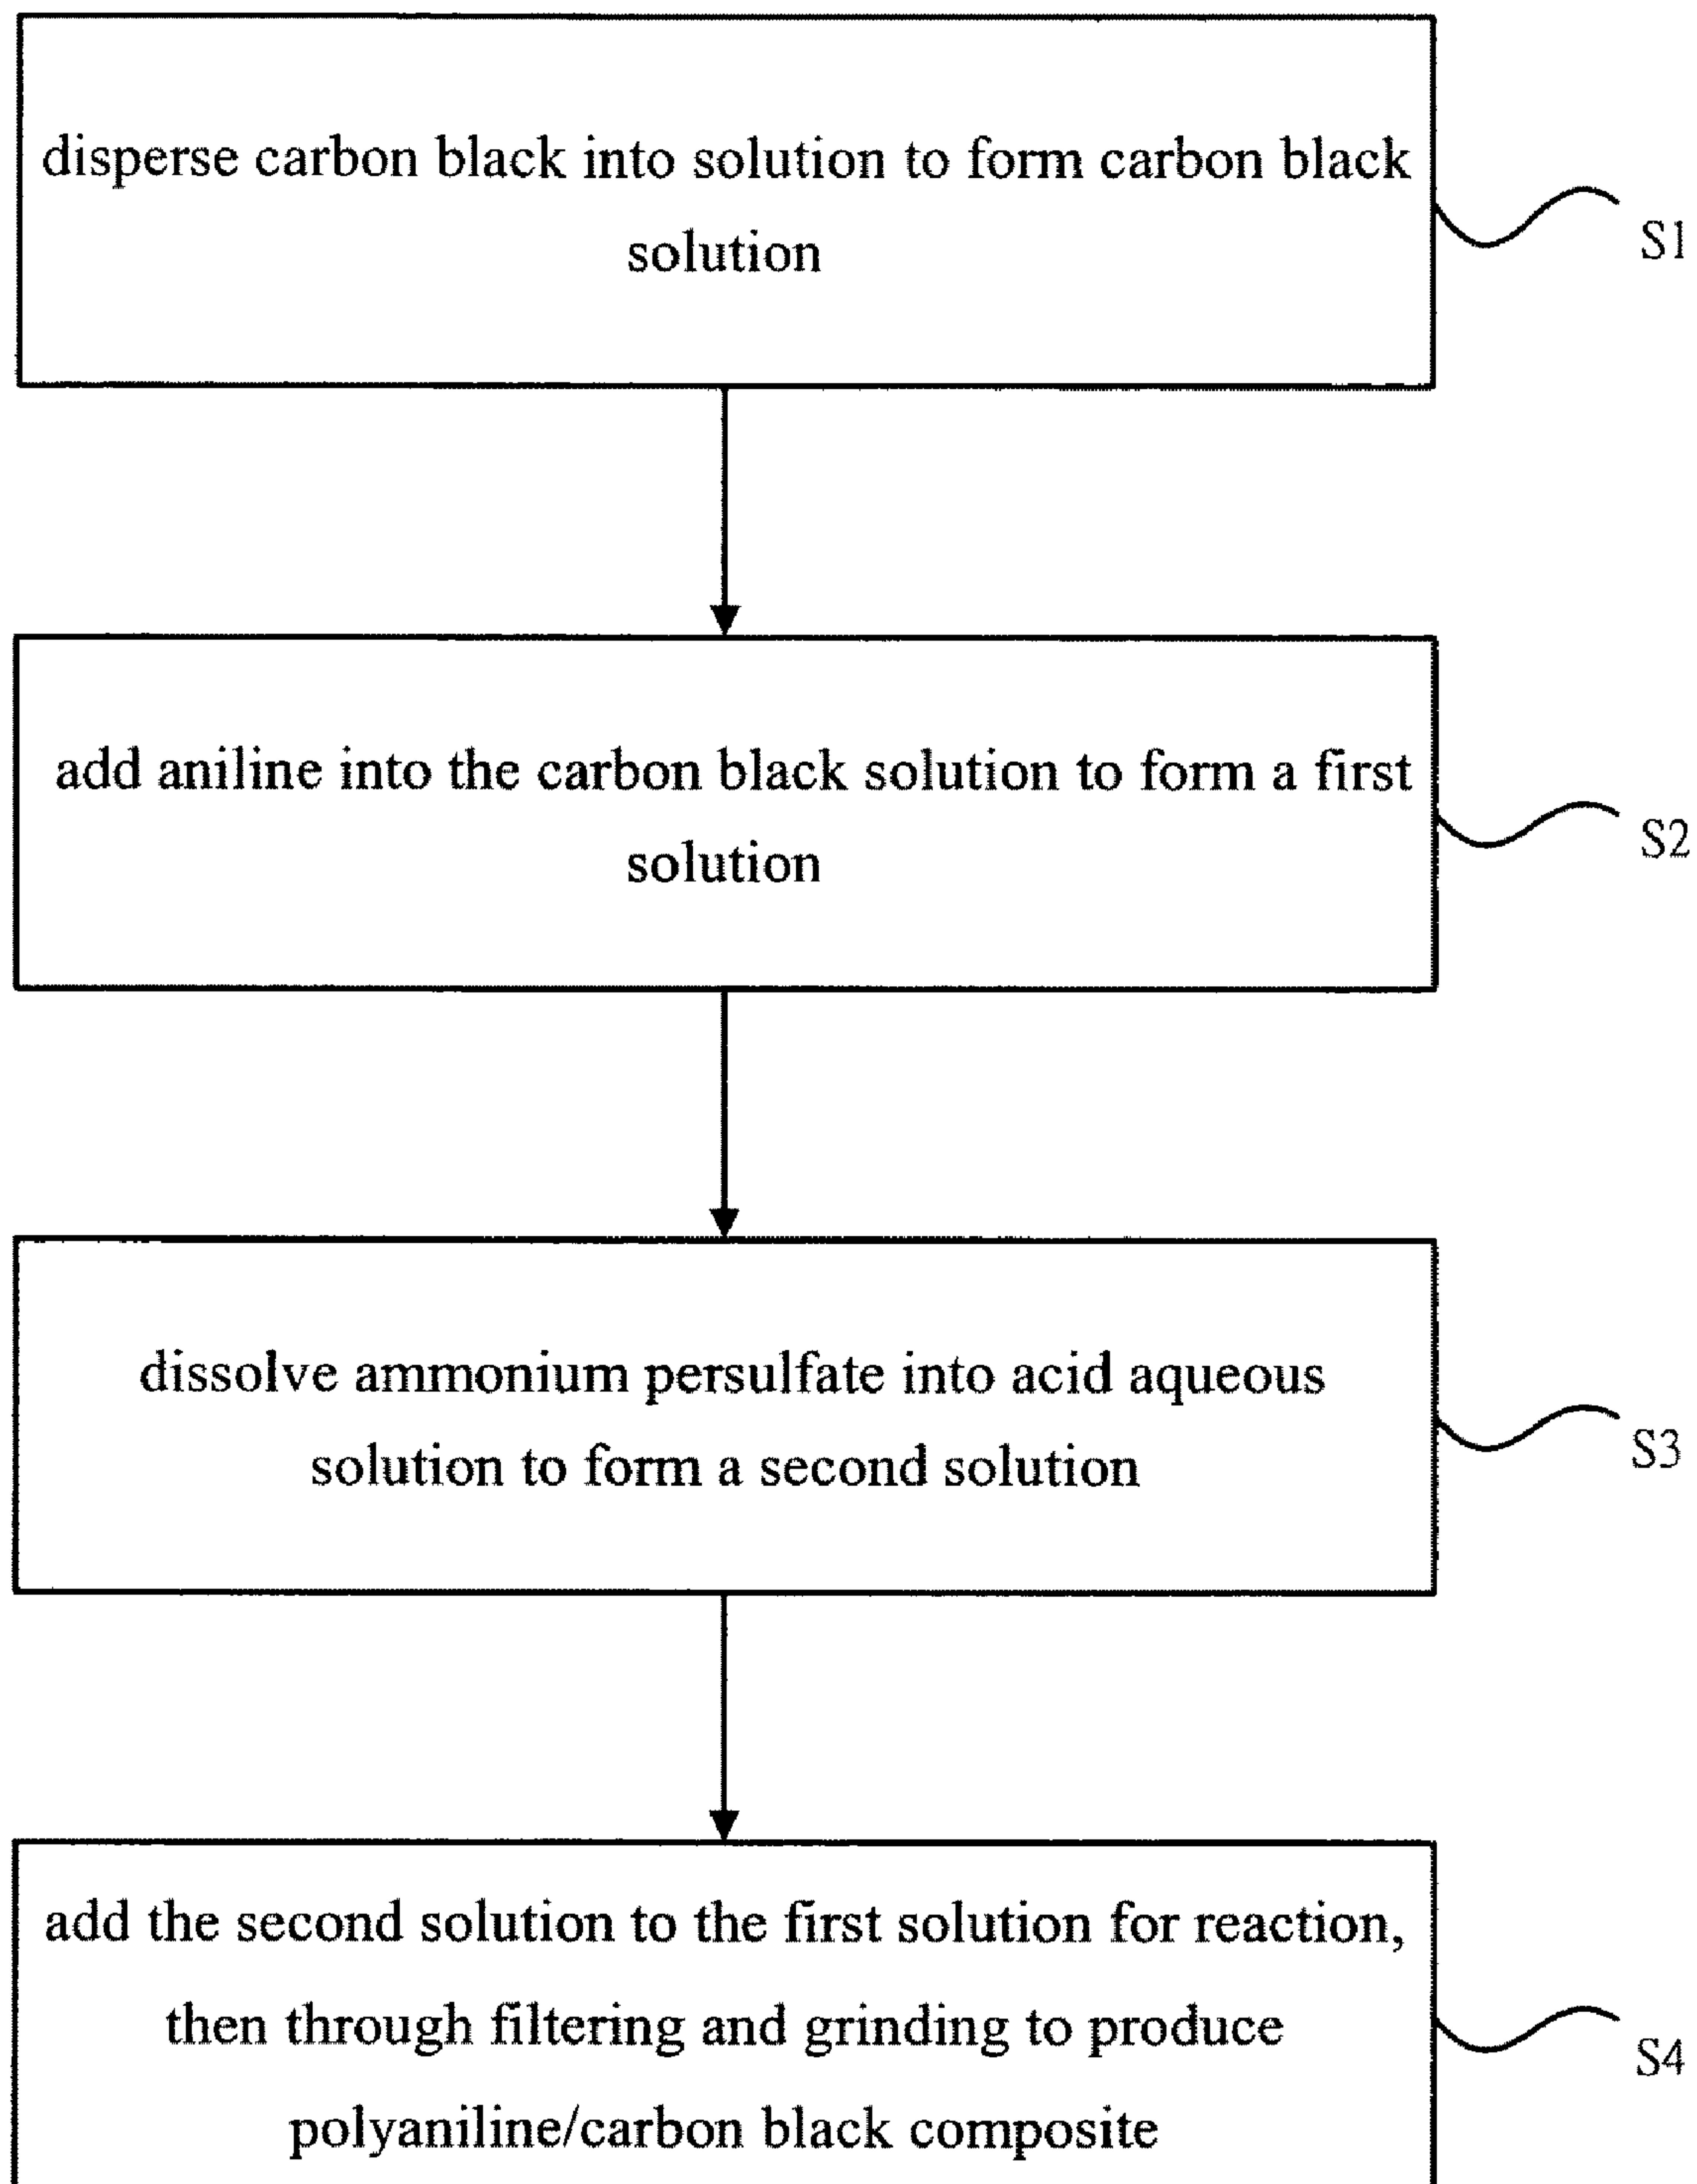 disperse carbon black into solution to form carbon black
solution
S1
add aniline into the carbon black solution to form a first
solution
S2
dissolve ammonium persulfate into acid aqueous
solution to form a second solution
S3
add the second solution to the first solution for reaction,
then through filtering and grinding to produce
polyaniline/carbon black composite
S4